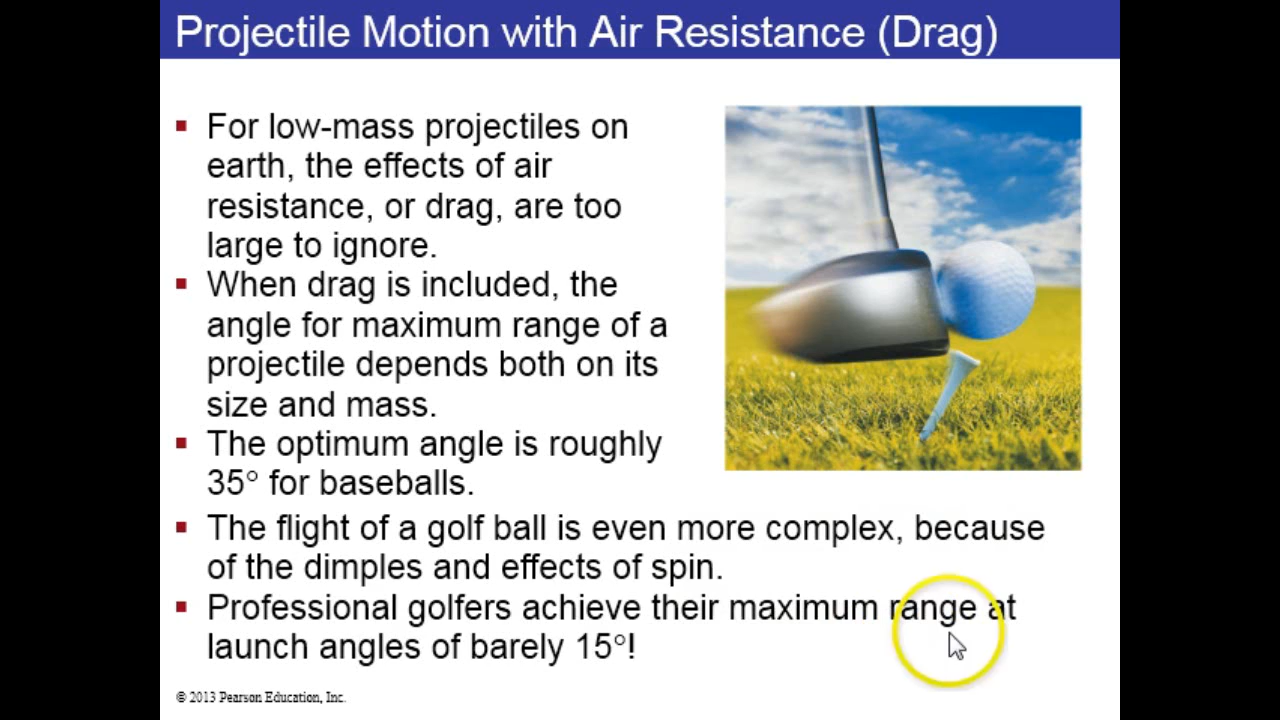 Projectile Motion with Air Resistance (Drag)
▪ For low-mass projectiles on
earth, the effects of air
resistance, or drag, are too
large to ignore.
▪ When drag is included, the
angle for maximum range of a
projectile depends both on its
size and mass.
▪ The optimum angle is roughly
35° for baseballs.
▪ The flight of a golf ball is even more complex, because
of the dimples and effects of spin.
▪ Professional golfers achieve their maximum range at
launch angles of barely 15°!
© 2013 Pearson Education, Inc.